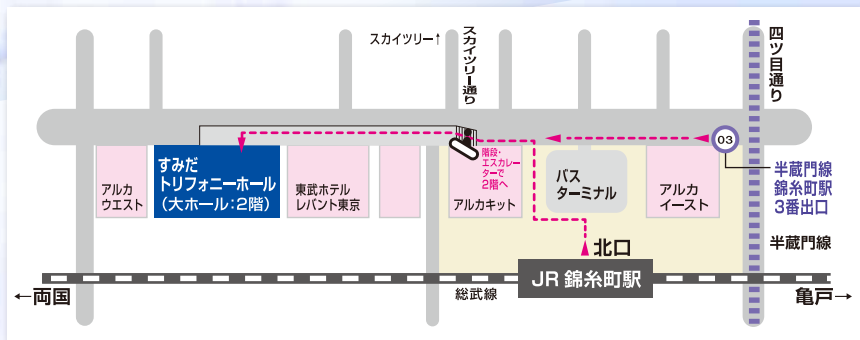 スカイツリー↑
スカイツリー通り
四ツ目通り
03
階段・
エスカレー
ターで
2階へ
すみだ
トリフォニーホール
（大ホール：2階）
アルカ
ウエスト
東武ホテル
レバント東京
アルカキット
バス
ターミナル
アルカ
イースト
半蔵門線
錦糸町駅
3番出口
北口
半蔵門線
JR 錦糸町駅
←両国
総武線
亀戸→